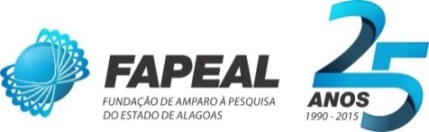 FAPEAL
FUNDAÇÃO DE AMPARO À PESQUISA
DO ESTADO DE ALAGOAS
25
ANOS
1990 - 2015